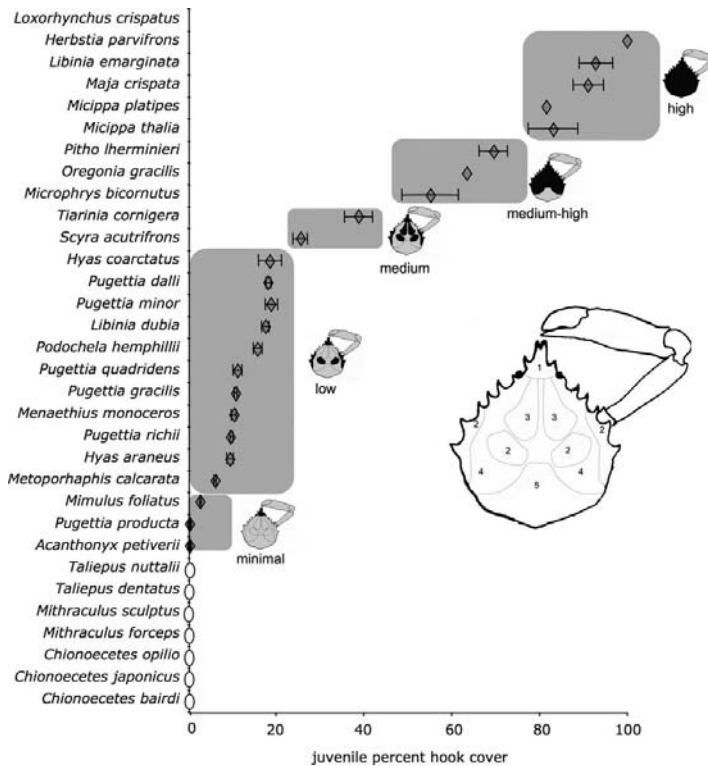 Loxorhynchus crispatus
Herbstia parvifrons
Libinia emarginata
Maja crispata
Micippa platipes
Micippa thalia
high
Pitho lherminieri
Oregonia gracilis
Microphrys bicornutus
medium-high
Tiarinia cornigera
Scyra acutrifrons
medium
Hyas coarctatus
Pugettia dalli
Pugettia minor
Libinia dubia
Podochela hemphillii
Pugettia quadridens
Pugettia gracilis
Menaethius monoceros
Pugettia richii
Hyas araneus
Metoporhaphis calcarata
low
Mimulus foliatus
Pugettia producta
Acanthonyx petiverii
minimal
Taliepus nuttalii
Taliepus dentatus
Mithraculus sculptus
Mithraculus forceps
Chionoecetes opilio
Chionoecetes japonicus
Chionoecetes bairdi
1
2 3 3 2
2 2
4 4
5
0 20 40 60 80 100
juvenile percent hook cover